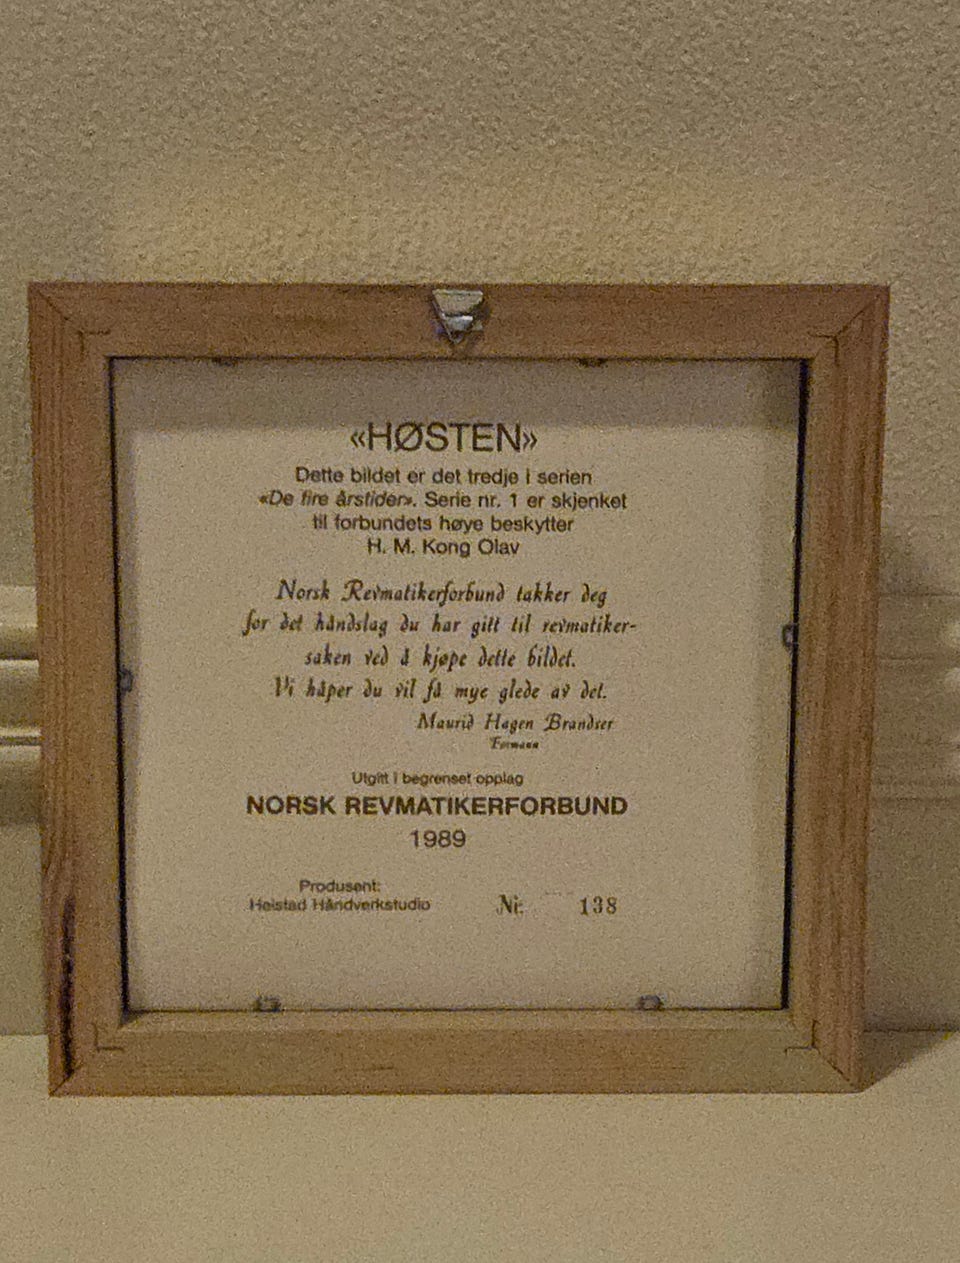 «HØSTEN»
Dette bildet er det tredje i serien
«De fire årstider». Serie nr. 1 er skjenket
til forbundets høye beskytter
H. M. Kong Olav
Norsk Revmatikerforbund takker deg
for det håndslag du har gitt til revmatiker-
saken ved å kjøpe dette bildet.
Vi håper du vil få mye glede av det.
Maurid Hagen Brandser
Formann
Utgitt i begrenset opplag
NORSK REVMATIKERFORBUND
1989
Produsent:
Helstad Håndverkstudio
Nr. 138